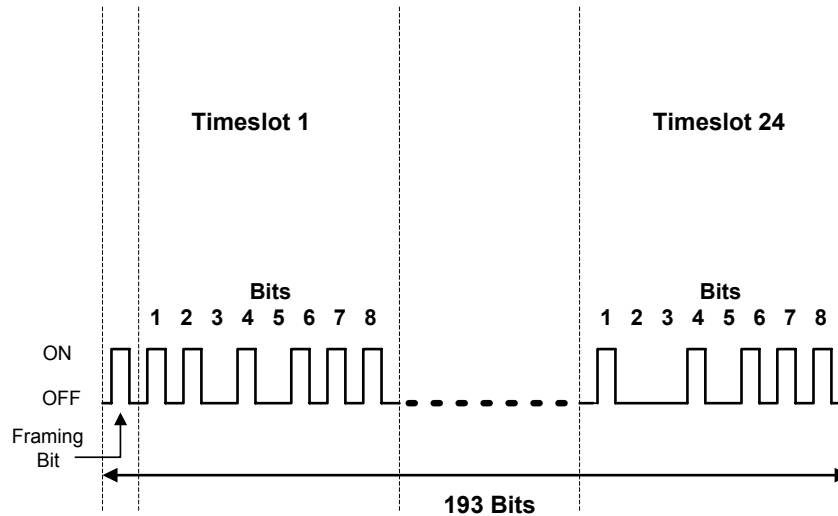 Timeslot 1 Timeslot 24
Bits Bits
1 2 3 4 5 6 7 8 1 2 3 4 5 6 7 8
ON
OFF
Framing
Bit
193 Bits